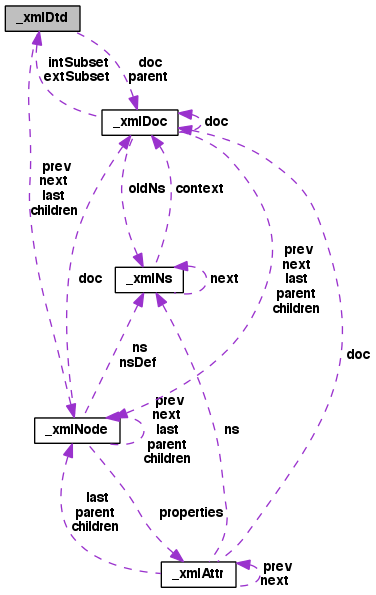 _xmlDtd
intSubset
extSubset
doc
parent
_xmlDoc
doc
prev
next
last
children
oldNs
context
_xmlNs
next
prev
next
last
parent
children
doc
ns
nsDef
doc
_xmlNode
prev
next
last
parent
children
ns
last
parent
children
properties
_xmlAttr
prev
next